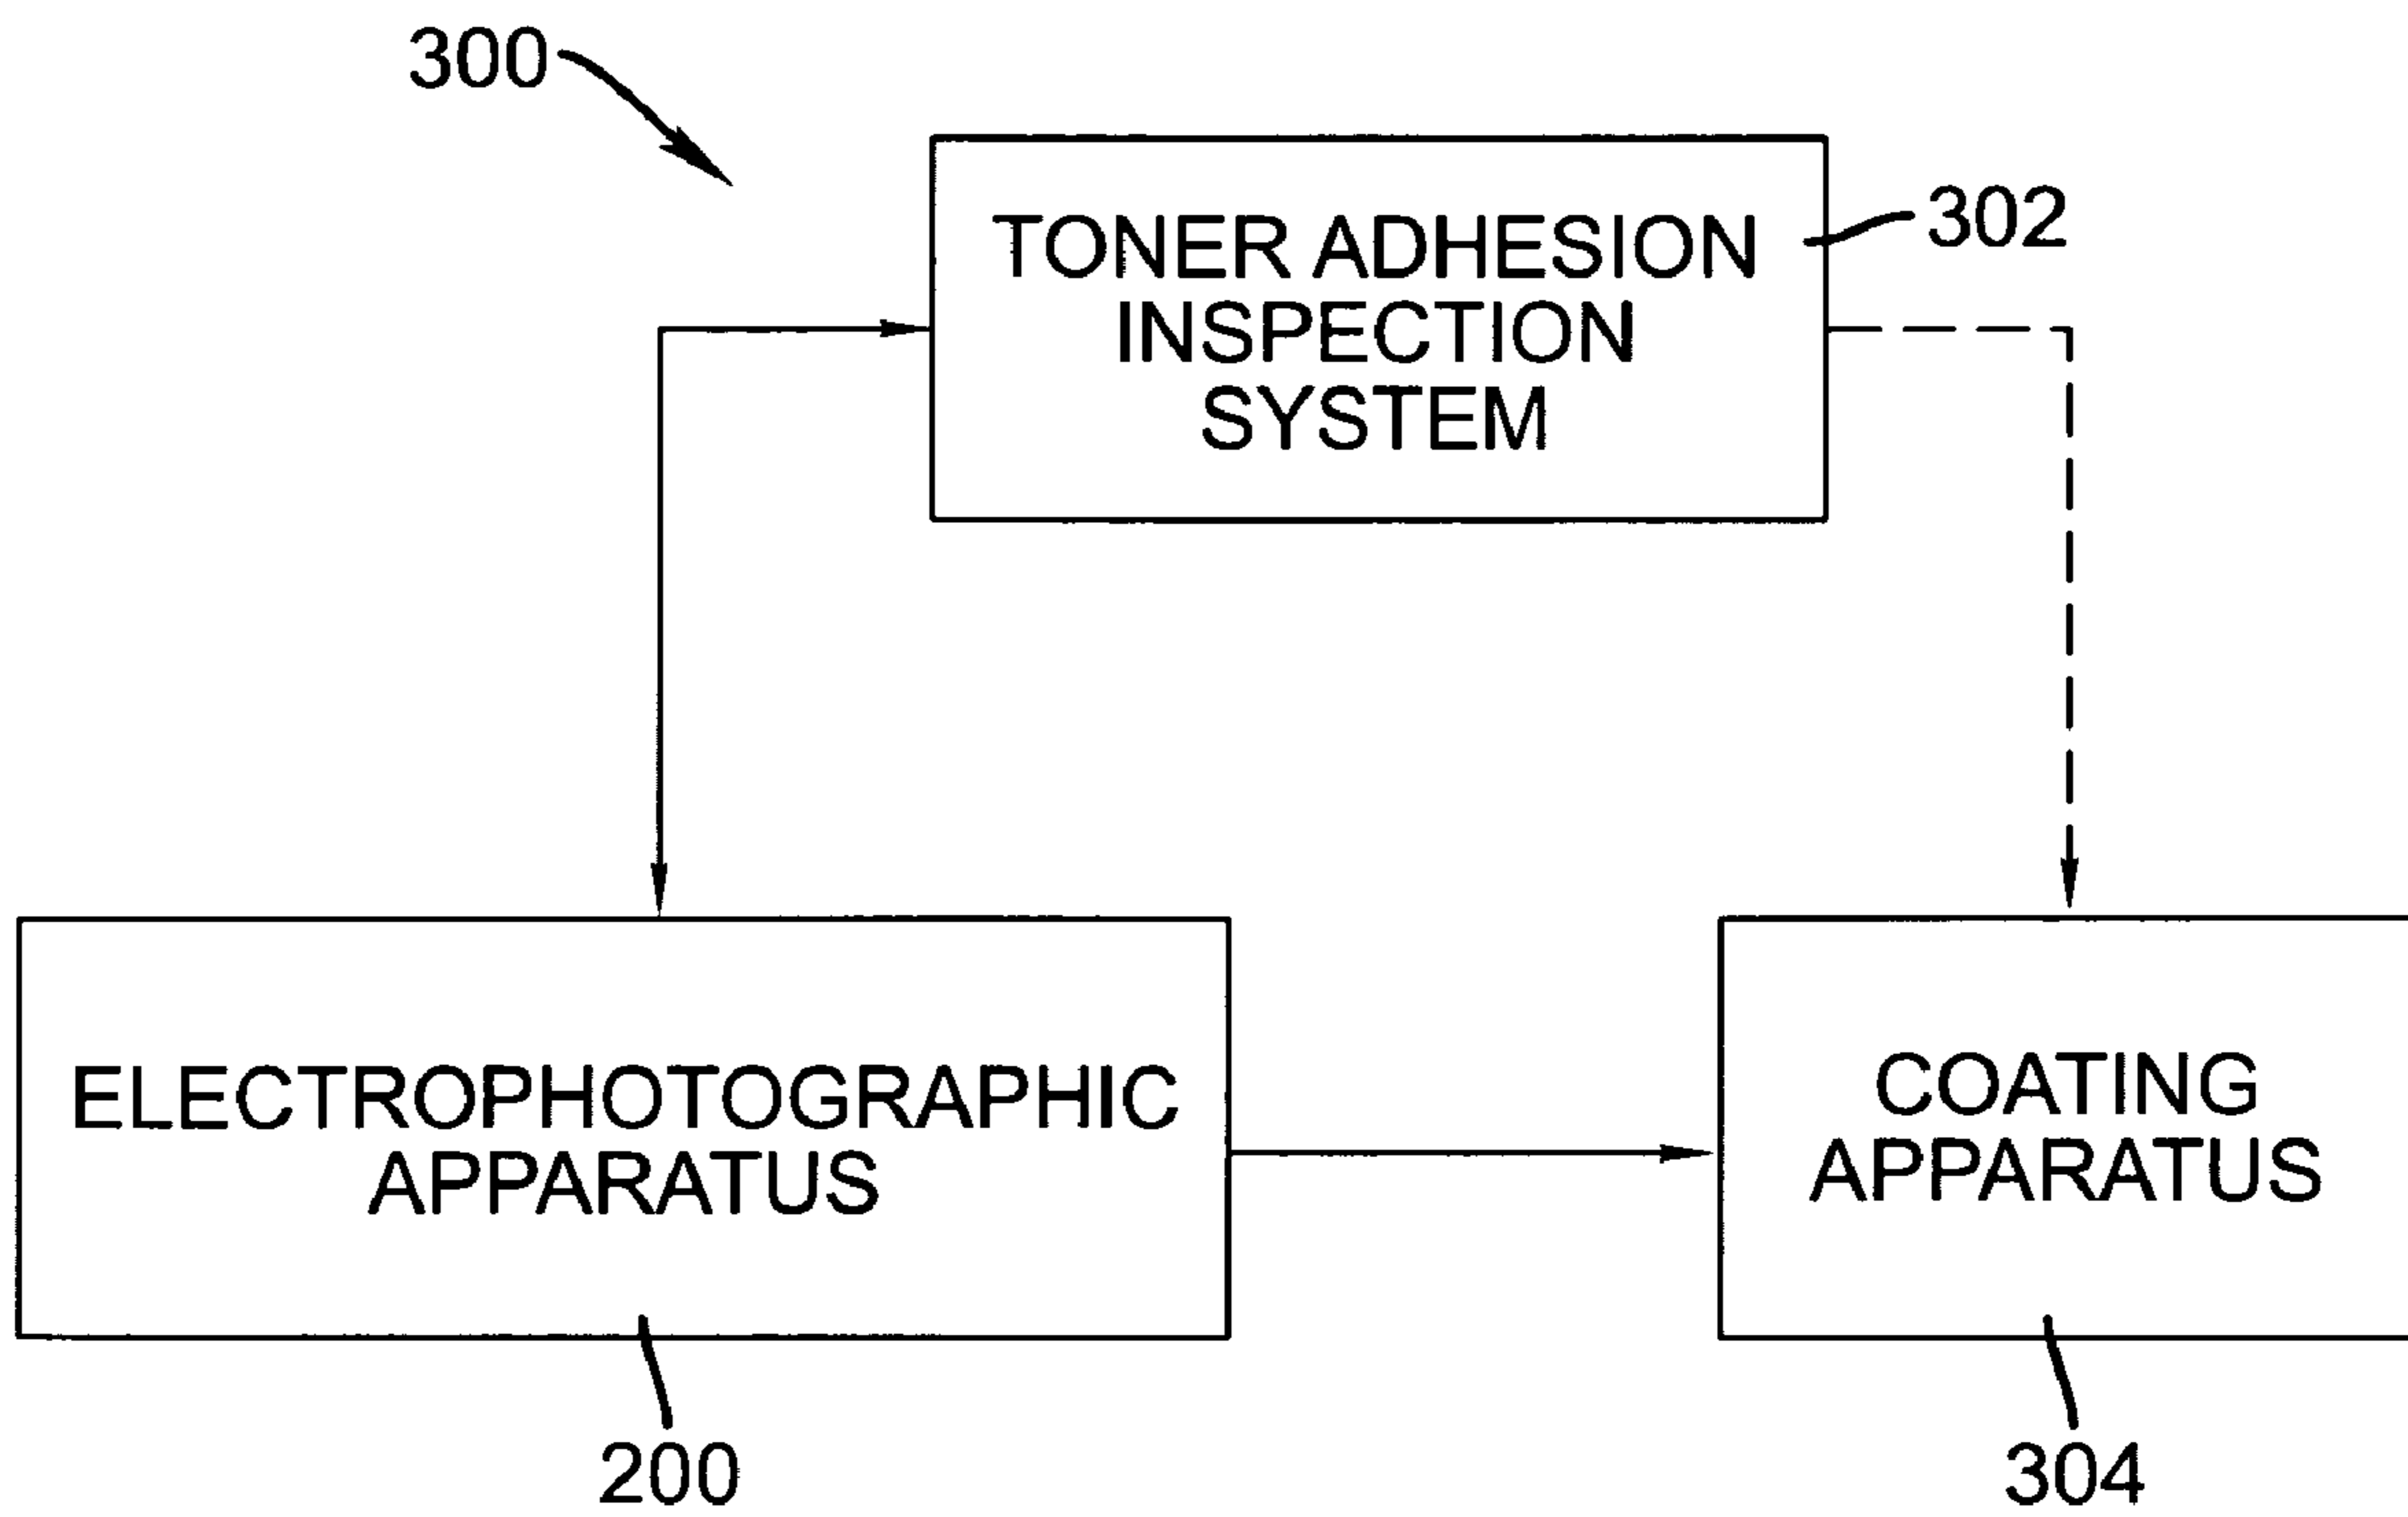 300
TONER ADHESION
INSPECTION
SYSTEM
302
ELECTROPHOTOGRAPHIC
APPARATUS
COATING
APPARATUS
200
304